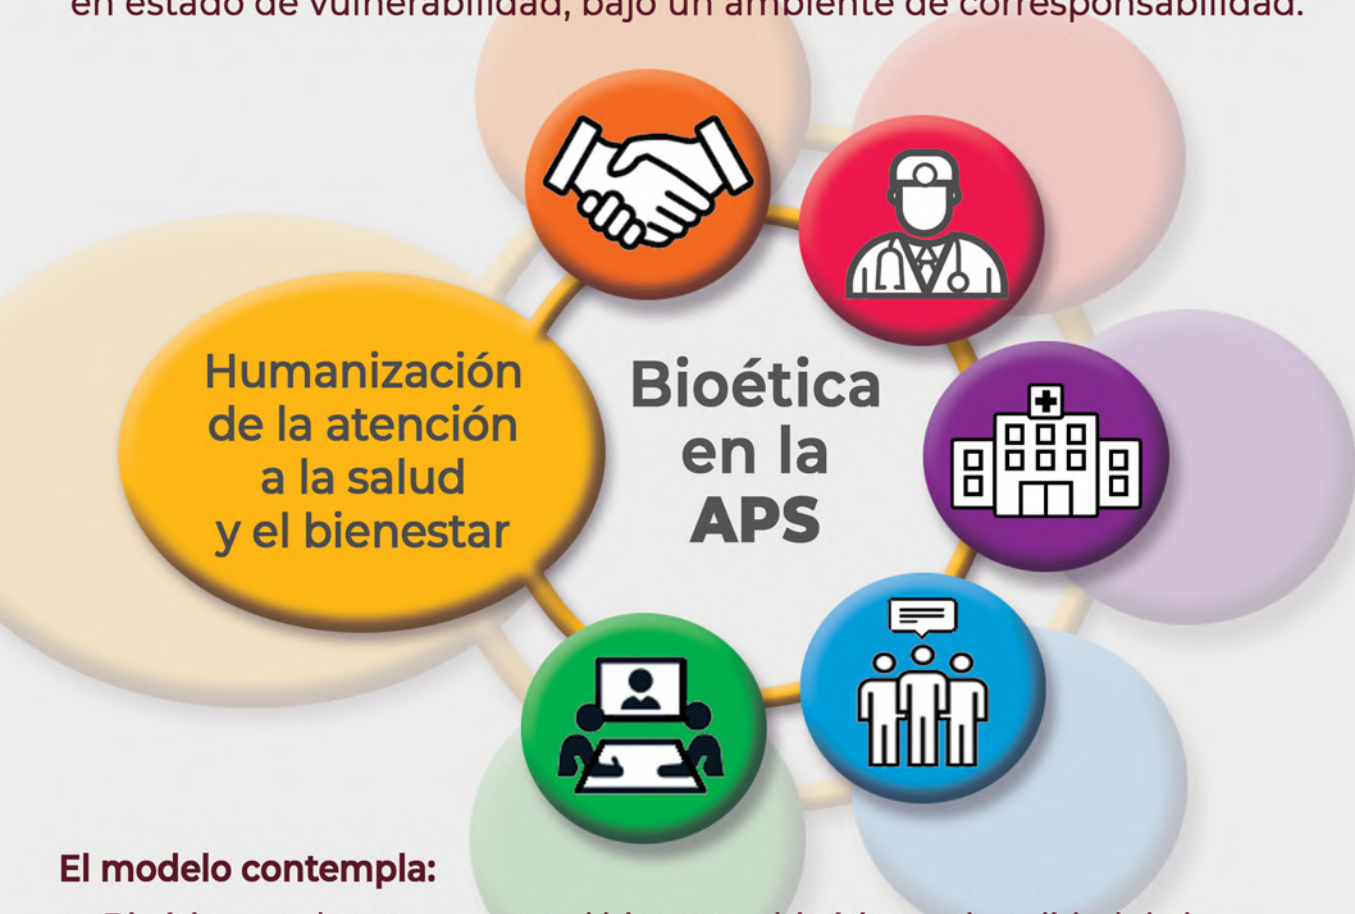 en estado de vulnerabilidad, bajo un ambiente de corresponsabilidad.
Humanización
de la atención
a la salud
y el bienestar
Bioética
en la
APS
El modelo contempla: